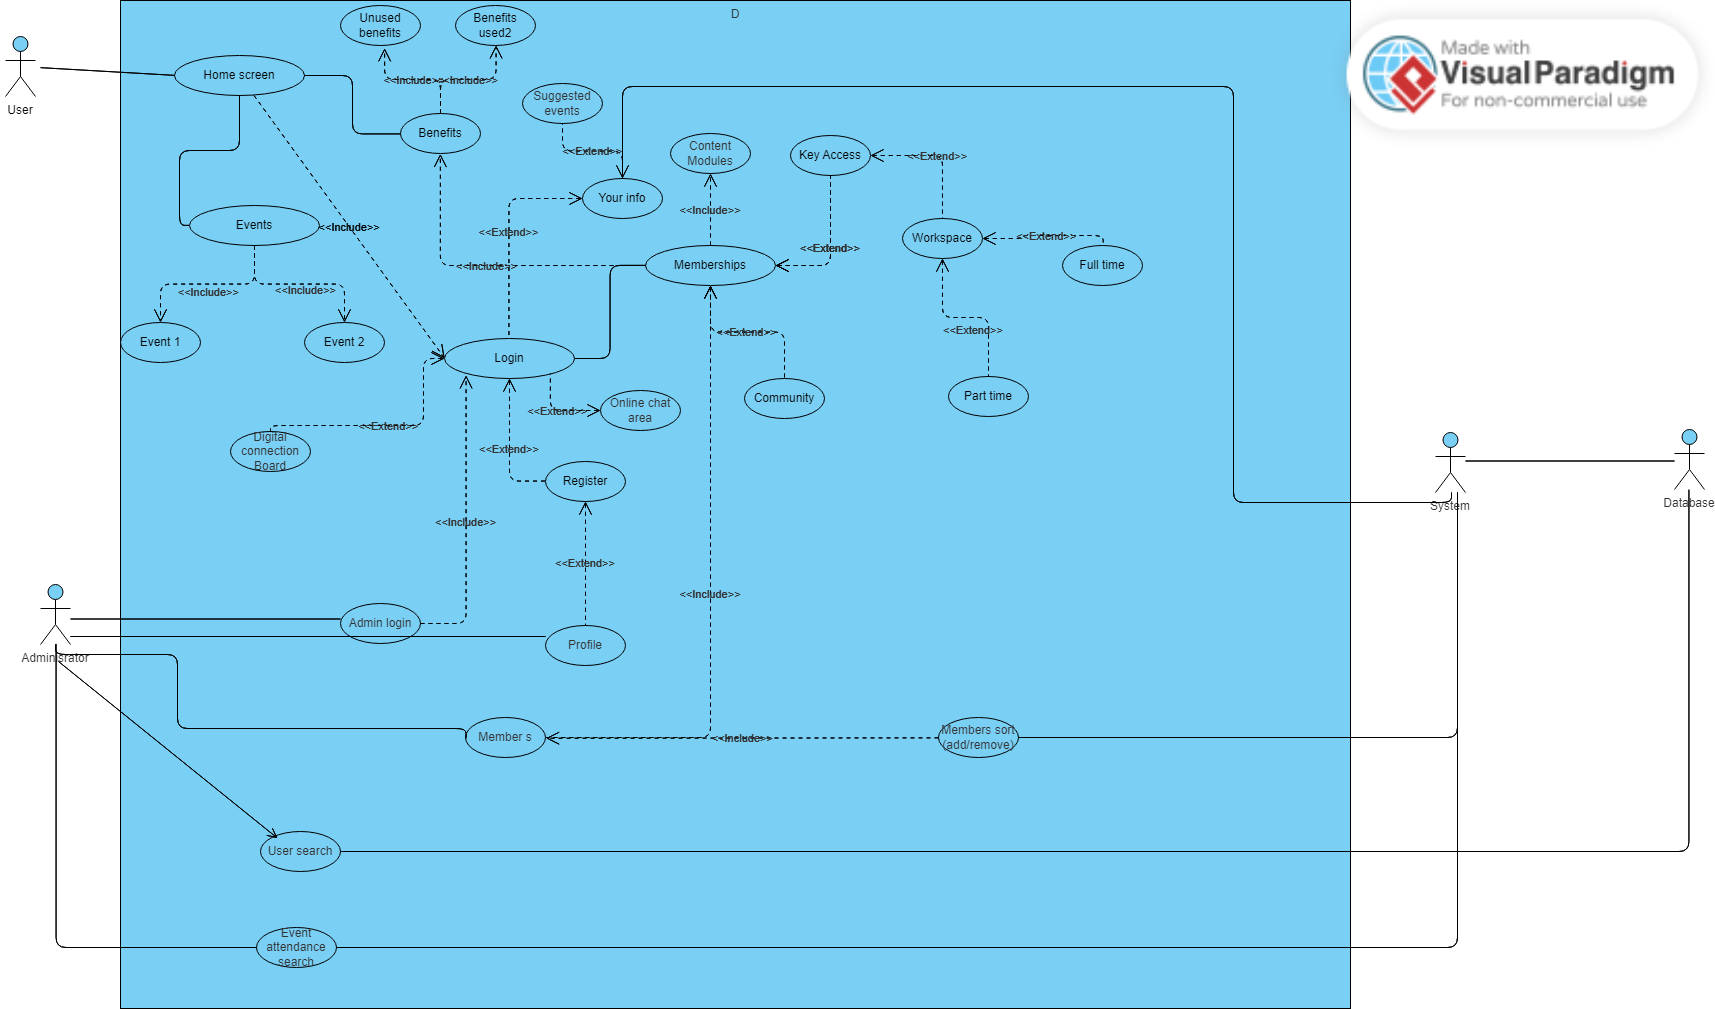 D
Made with
Visual Paradigm
For non-commercial use
Unused
benefits
Benefits
used2
User
Home screen
<<Include>>
<<Include>>
Suggested
events
Benefits
<<Extend>>
Content
Modules
Key Access
<<Extend>>
Your info
<<Include>>
Events
<<Include>>
<<Extend>>
<<Extend>>
Workspace
<<Extend>>
Full time
<<Include>>
Memberships
<<Include>>
<<Include>>
Event 1
Event 2
<<Extend>>
<<Extend>>
Login
Community
Part time
Online chat
area
<<Extend>>
<<Extend>>
Digital
connection
Board
<<Extend>>
Register
System
Database
<<Include>>
<<Extend>>
<<Include>>
Admin login
Profile
Adminisrator
Member s
<<Include>>
Members sort
(add/remove)
User search
Event
attendance
search